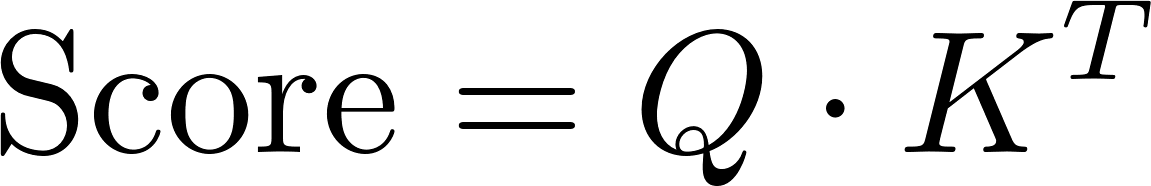 Score = Q · K^T